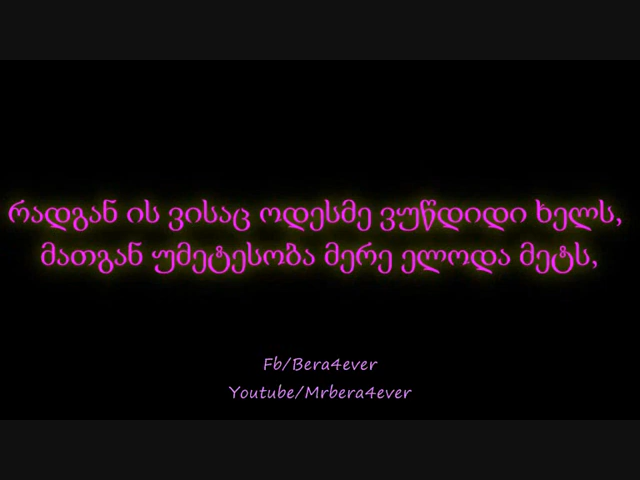 რადგან ის ვისაც ოდესმე ვუწდიდი ხელს,
მათგან უმეტესობა მერე ელოდა მეტს,
Fb/Bera4ever
Youtube/Mrbera4ever